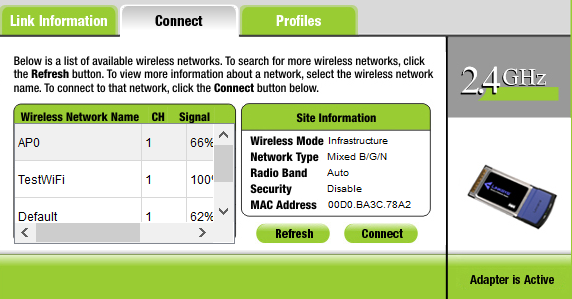 Link Information
Connect
Profiles
Below is a list of available wireless networks. To search for more wireless networks, click
the Refresh button. To view more information about a network, select the wireless network
name. To connect to that network, click the Connect button below.
2.4GHz
Wireless Network Name CH Signal
AP0 1 66%
TestWiFi 1 100%
Default 1 62%
Site Information
Wireless Mode Infrastructure
Network Type Mixed B/G/N
Radio Band Auto
Security Disable
MAC Address 00D0.BA3C.78A2
Refresh
Connect
Adapter is Active